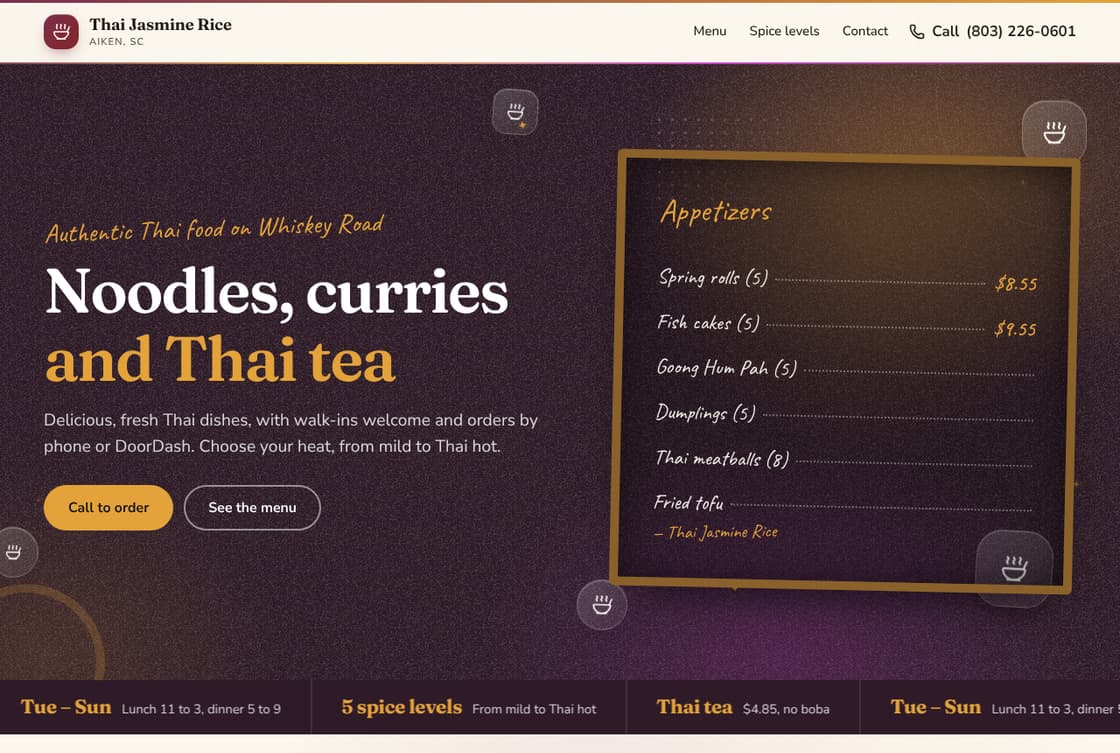 Thai Jasmine Rice
AIKEN, SC
Menu Spice levels Contact Call (803) 226-0601
Authentic Thai food on Whiskey Road
Noodles, curries
and Thai tea
Delicious, fresh Thai dishes, with walk-ins welcome and orders by
phone or DoorDash. Choose your heat, from mild to Thai hot.
Call to order See the menu
Appetizers
Spring rolls (5) $8.55
Fish cakes (5) $9.55
Goong Hum Pah (5)
Dumplings (5)
Thai meatballs (8)
Fried tofu
– Thai Jasmine Rice
Tue – Sun Lunch 11 to 3, dinner 5 to 9 5 spice levels From mild to Thai hot Thai tea $4.85, no boba Tue – Sun Lunch 11 to 3, dinner